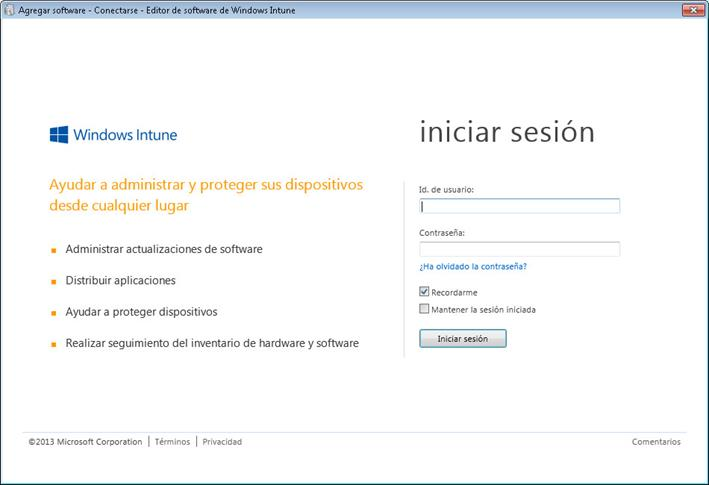 Agregar software - Conectarse - Editor de software de Windows Intune
Windows Intune
Ayudar a administrar y proteger sus dispositivos
desde cualquier lugar
Administrar actualizaciones de software
Distribuir aplicaciones
Ayudar a proteger dispositivos
Realizar seguimiento del inventario de hardware y software
iniciar sesión
Id. de usuario:
Contraseña:
¿Ha olvidado la contraseña?
Recordarme
Mantener la sesión iniciada
Iniciar sesión
©2013 Microsoft Corporation | Términos | Privacidad
Comentarios